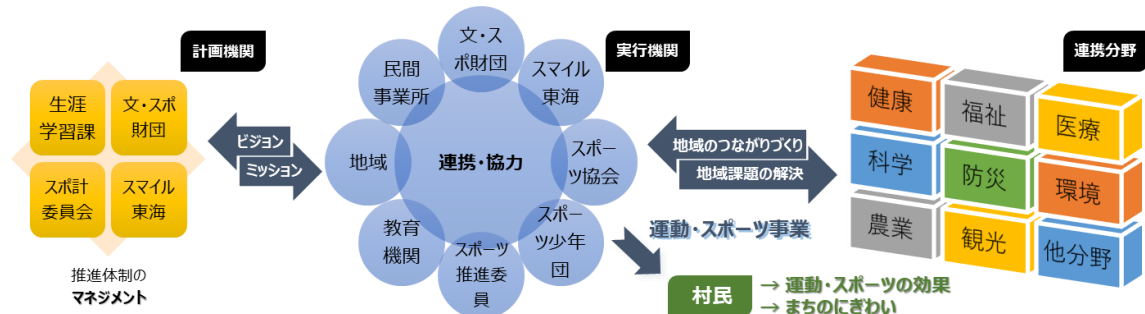 計画機関
生涯
学習課
文・スポ
財団
スポ計
委員会
スマイル
東海
推進体制の
マネジメント
ビジョン
ミッション
実行機関
文・ス
ポ財団
スマイル
東海
スポー
ツ協会
スポー
ツ少年
団
スポーツ
推進委
員
教育
機関
地域
民間
事業所
連携・協力
地域のつながりづくり
地域課題の解決
運動・スポーツ事業
村民
→ 運動・スポーツの効果
→ まちのにぎわい
連携分野
健康
福祉
医療
科学
防災
環境
農業
観光
他分野